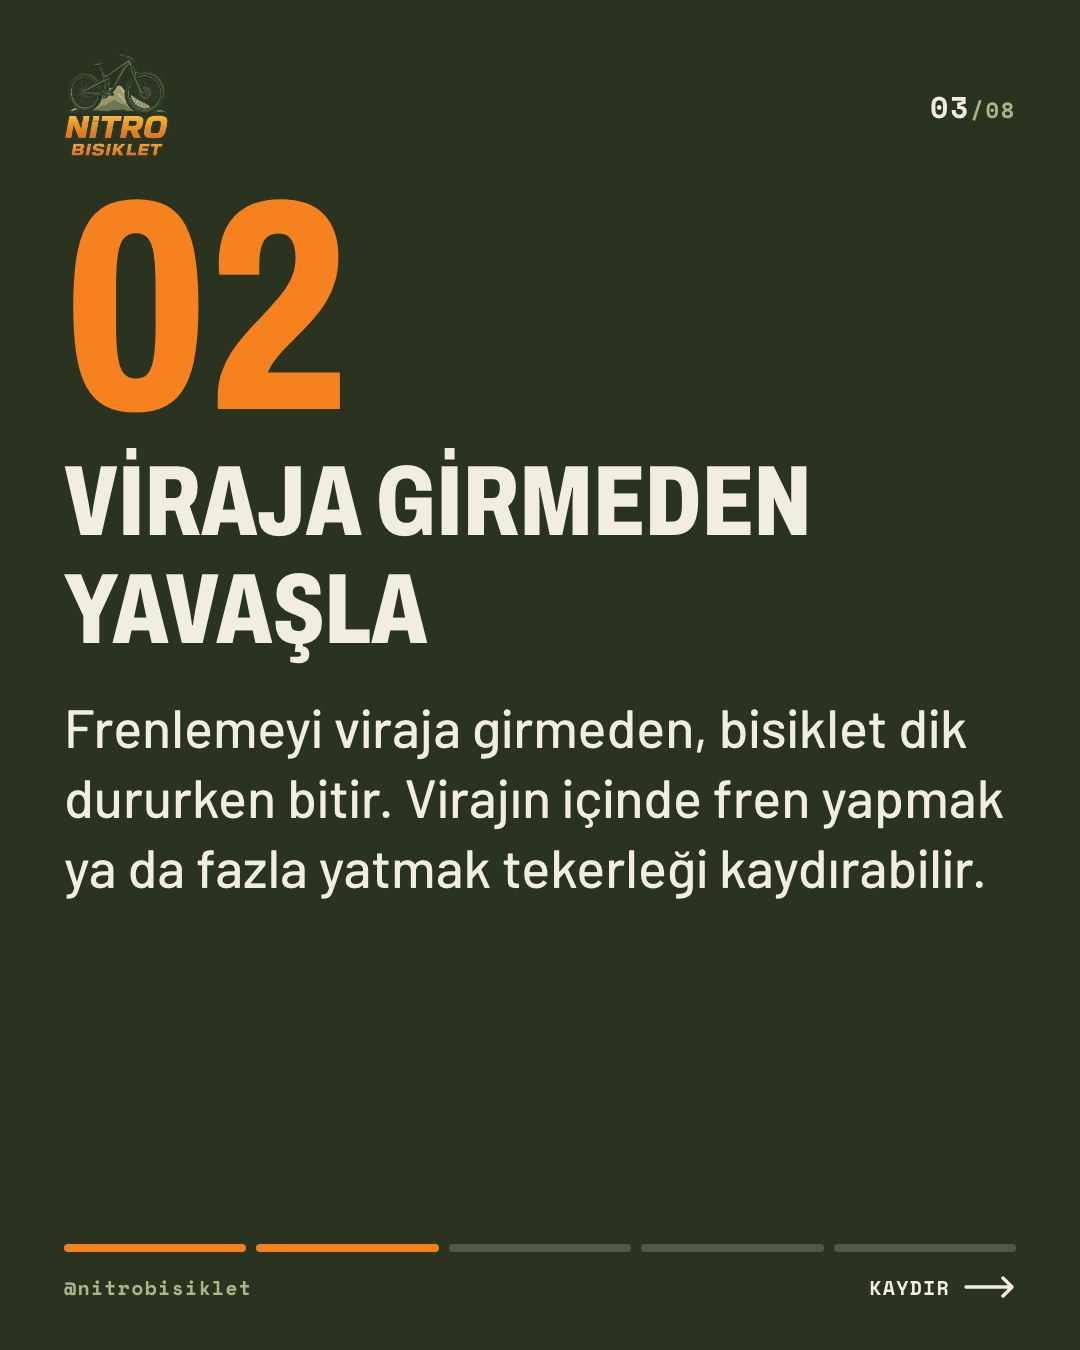 NiTRO
BISIKLET
03/08
02
VİRAJA GİRMEDEN
YAVAŞLA
Frenlemeyi viraja girmeden, bisiklet dik
dururken bitir. Virajın içinde fren yapmak
ya da fazla yatmak tekerleği kaydırabilir.
@nitrobisiklet
KAYDIR